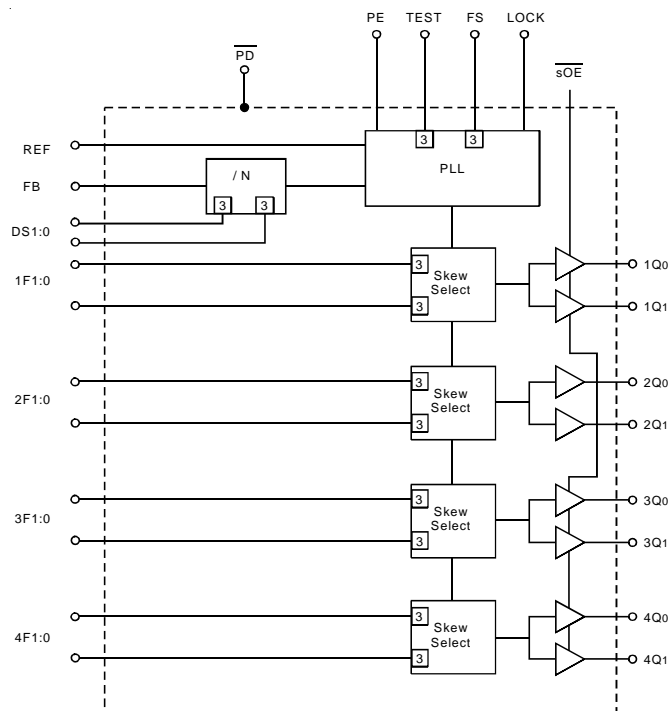 PE TEST FS LOCK
PD
sOE
REF
3 3
PLL
/ N
FB
3 3
DS1:0
1F1:0
3
Skew
Select
3
1Q0
1Q1
2F1:0
3
Skew
Select
3
2Q0
2Q1
3F1:0
3
Skew
Select
3
3Q0
3Q1
4F1:0
3
Skew
Select
3
4Q0
4Q1